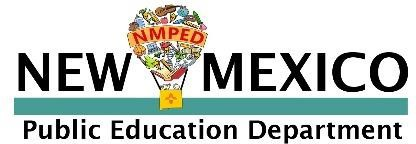 NMPED
NEW MEXICO
Public Education Department